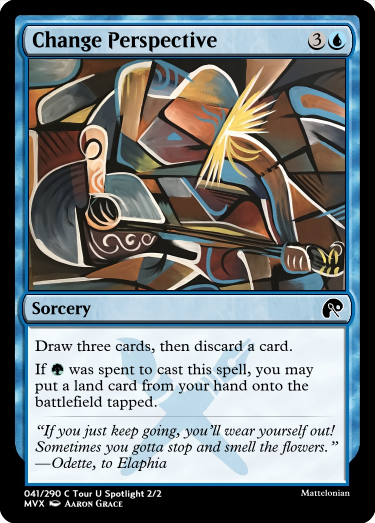 Change Perspective 3
Sorcery
Draw three cards, then discard a card.
If was spent to cast this spell, you may
put a land card from your hand onto the
battlefield tapped.
“If you just keep going, you’ll wear yourself out!
Sometimes you gotta stop and smell the flowers.”
—Odette, to Elaphia
041/290 C Tour U Spotlight 2/2
MVX Aaron Grace
Mattelonian